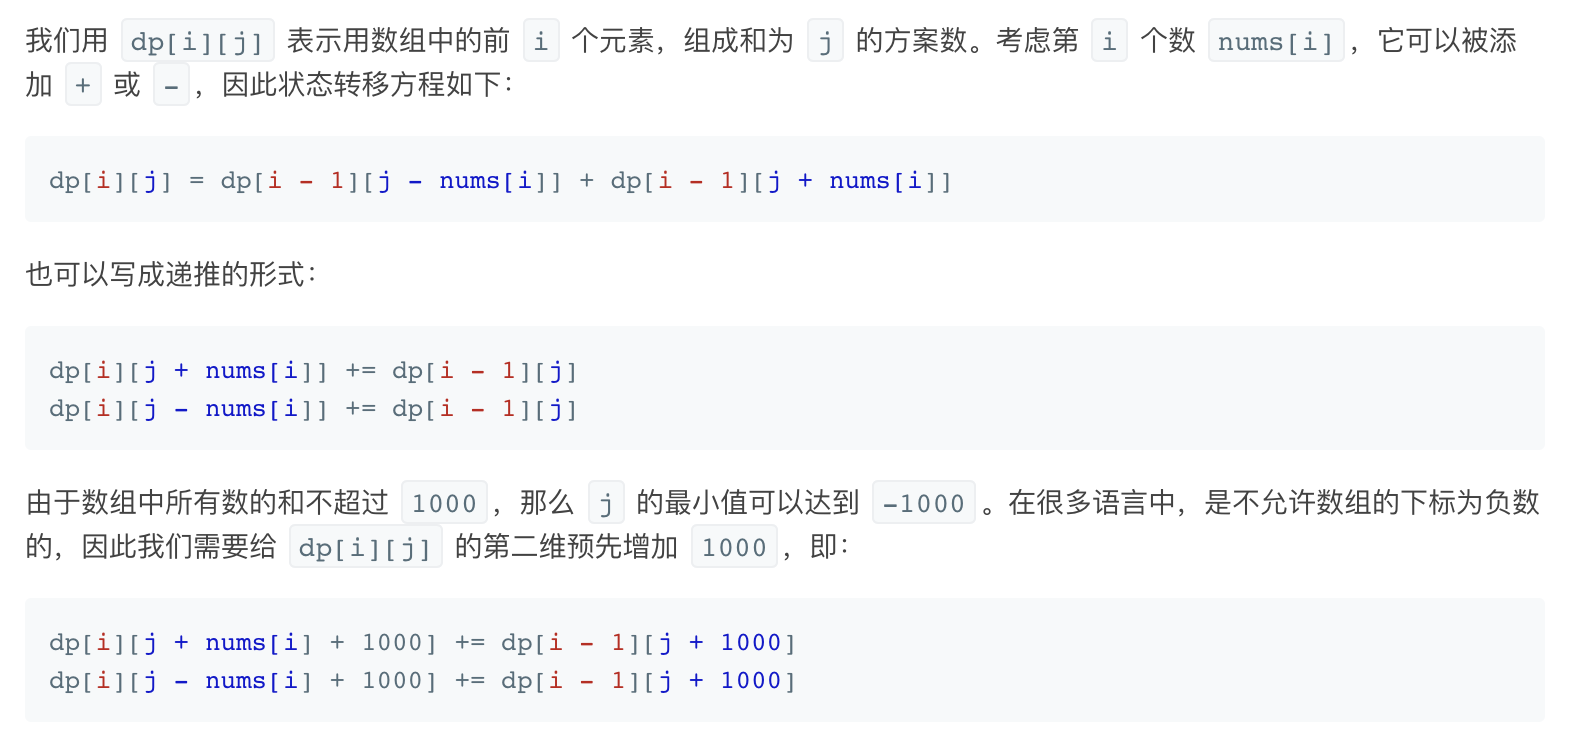 我们用 dp[i][j] 表示用数组中的前 i 个元素，组成和为 j 的方案数。考虑第 i 个数 nums[i]，它可以被添
加 + 或 -，因此状态转移方程如下：
dp[i][j] = dp[i - 1][j - nums[i]] + dp[i - 1][j + nums[i]]
也可以写成递推的形式：
dp[i][j + nums[i]] += dp[i - 1][j]
dp[i][j - nums[i]] += dp[i - 1][j]
由于数组中所有数的和不超过 1000，那么 j 的最小值可以达到 -1000。在很多语言中，是不允许数组的下标为负数
的，因此我们需要给 dp[i][j] 的第二维预先增加 1000，即：
dp[i][j + nums[i] + 1000] += dp[i - 1][j + 1000]
dp[i][j - nums[i] + 1000] += dp[i - 1][j + 1000]